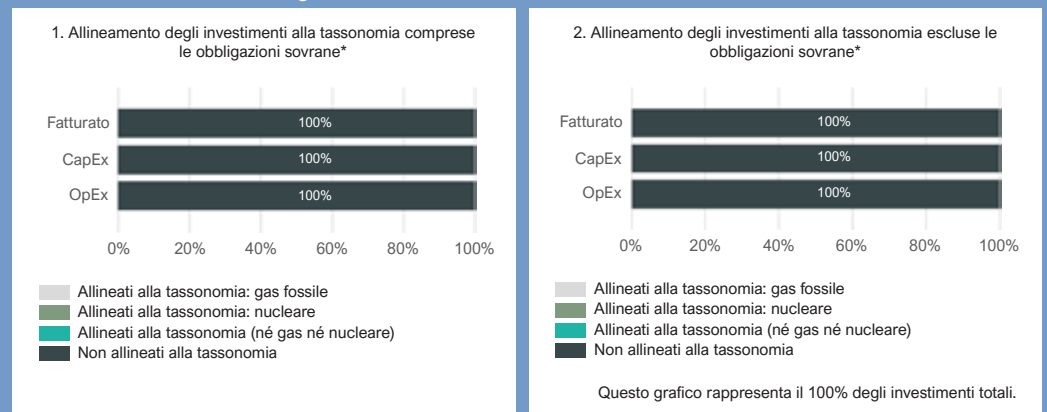 1. Allineamento degli investimenti alla tassonomia comprese
le obbligazioni sovrane*
Fatturato 100%
CapEx 100%
OpEx 100%
0% 20% 40% 60% 80% 100%
Allineati alla tassonomia: gas fossile
Allineati alla tassonomia: nucleare
Allineati alla tassonomia (né gas né nucleare)
Non allineati alla tassonomia
2. Allineamento degli investimenti alla tassonomia escluse le
obbligazioni sovrane*
Fatturato 100%
CapEx 100%
OpEx 100%
0% 20% 40% 60% 80% 100%
Allineati alla tassonomia: gas fossile
Allineati alla tassonomia: nucleare
Allineati alla tassonomia (né gas né nucleare)
Non allineati alla tassonomia
Questo grafico rappresenta il 100% degli investimenti totali.